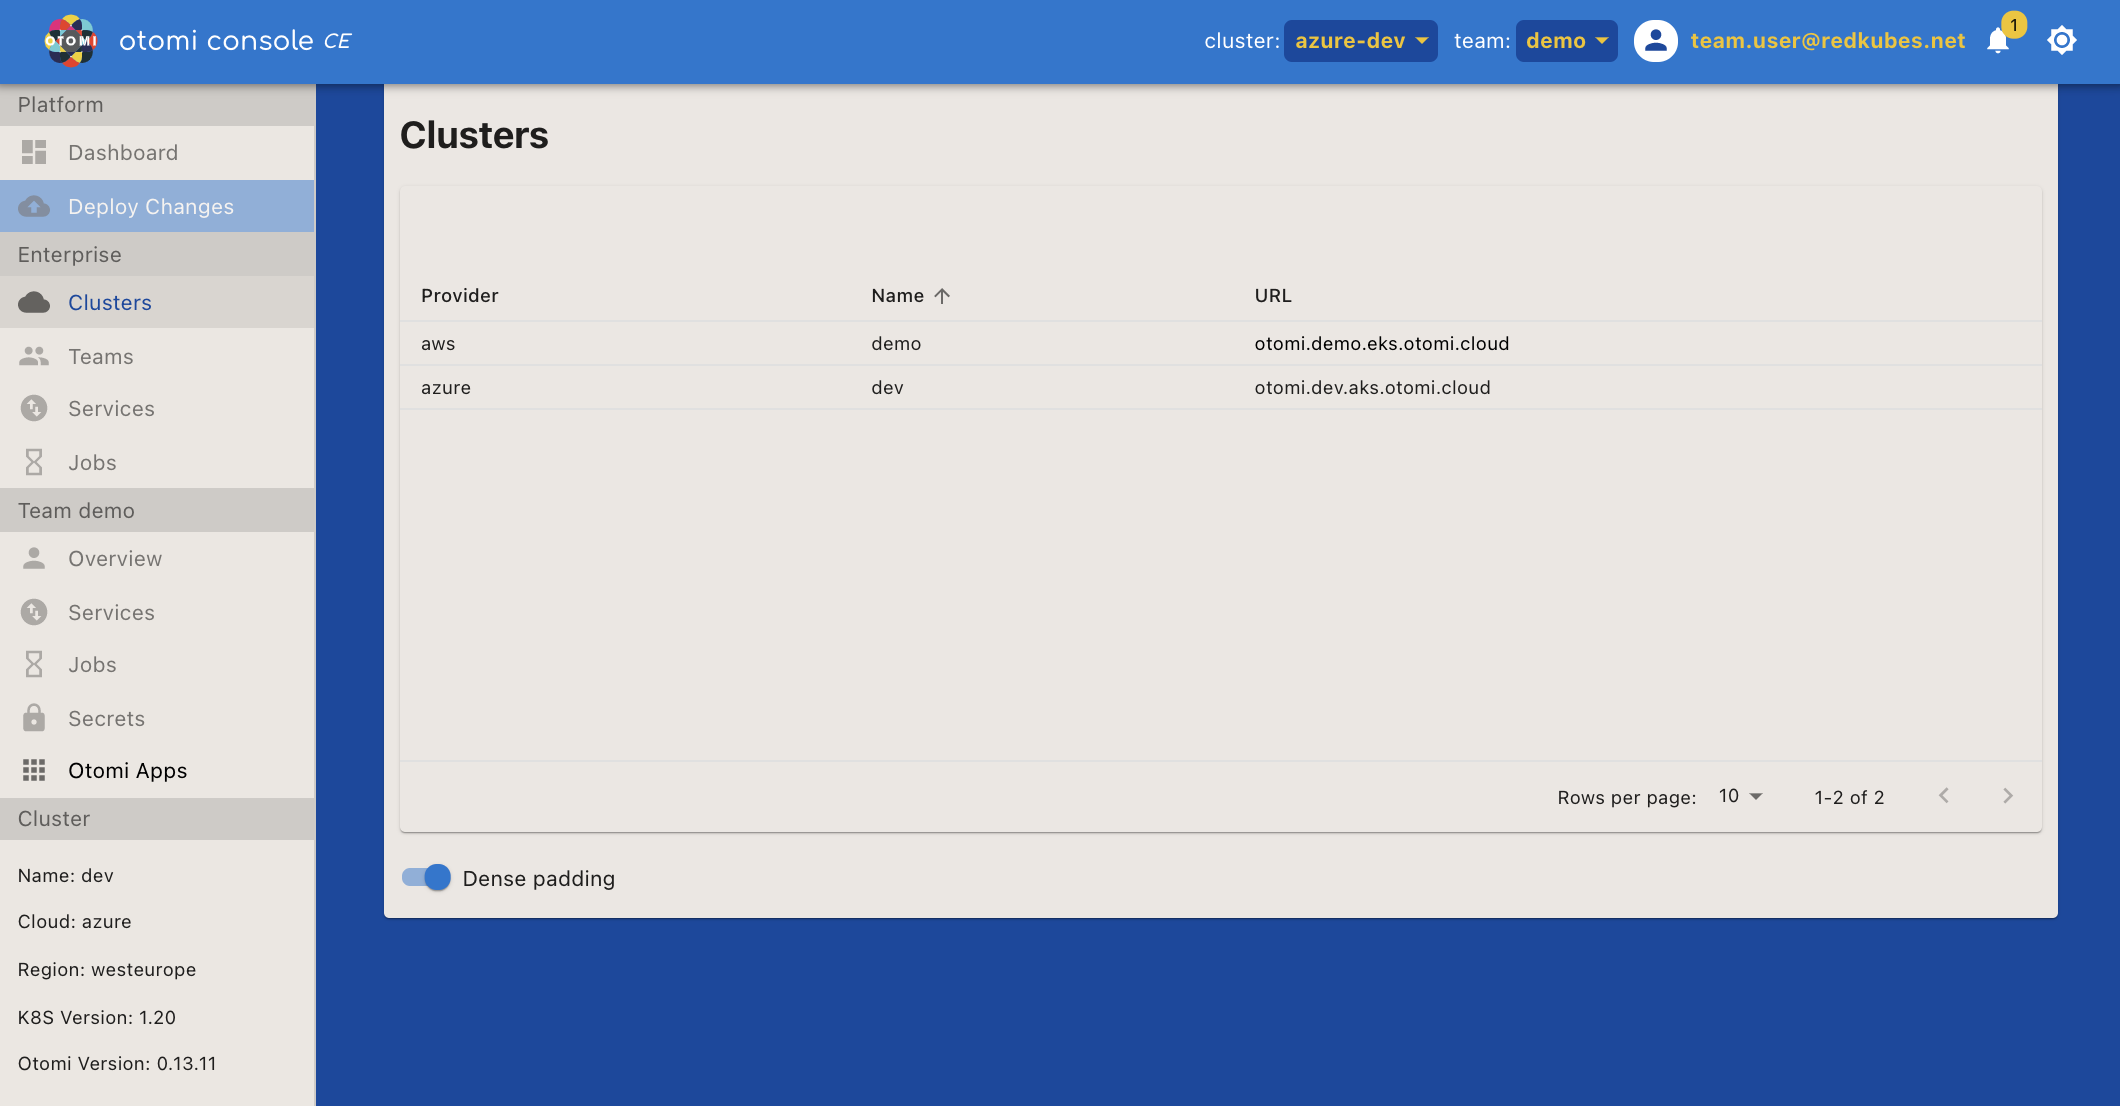 OTOMI otomi console CE cluster: azure-dev team: demo team.user@redkubes.net 1
Platform
Dashboard
Deploy Changes
Enterprise
Clusters
Teams
Services
Jobs
Team demo
Overview
Services
Jobs
Secrets
Otomi Apps
Cluster
Name: dev
Cloud: azure
Region: westeurope
K8S Version: 1.20
Otomi Version: 0.13.11
Clusters
Provider Name URL
aws demo otomi.demo.eks.otomi.cloud
azure dev otomi.dev.aks.otomi.cloud
Rows per page: 10 1-2 of 2
Dense padding